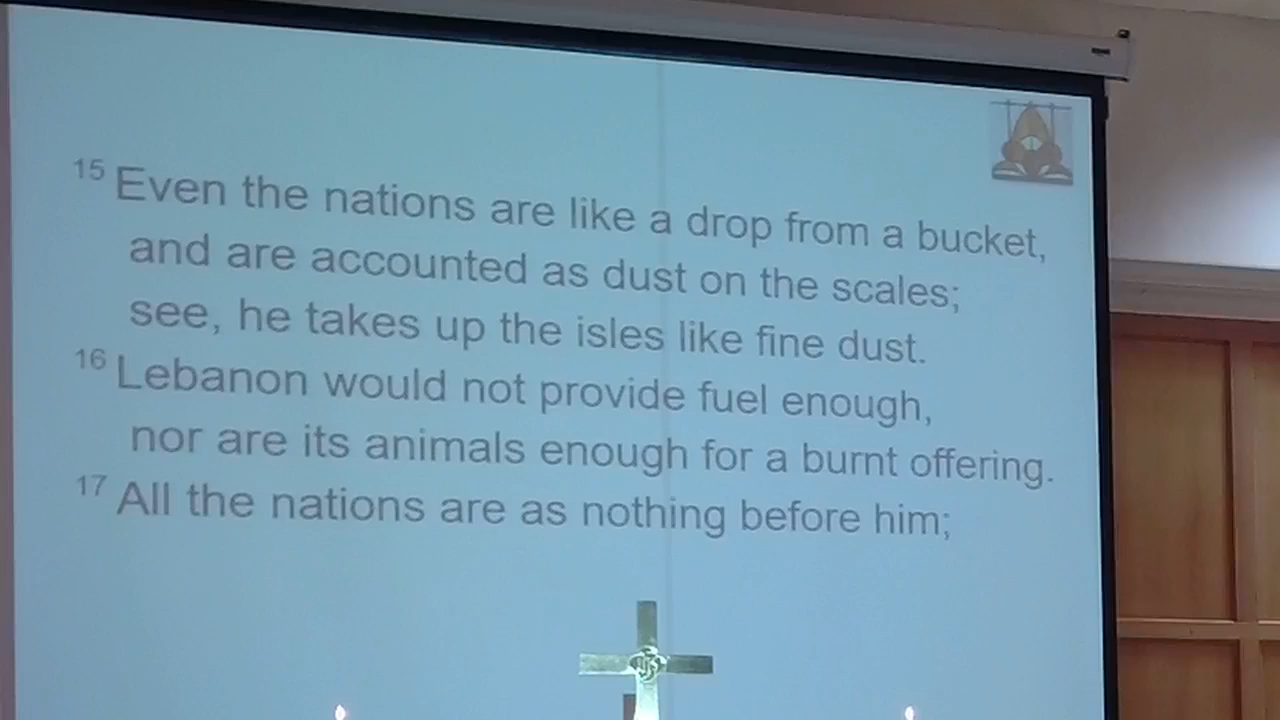 15 Even the nations are like a drop from a bucket,
and are accounted as dust on the scales;
see, he takes up the isles like fine dust.
16 Lebanon would not provide fuel enough,
nor are its animals enough for a burnt offering.
17 All the nations are as nothing before him;